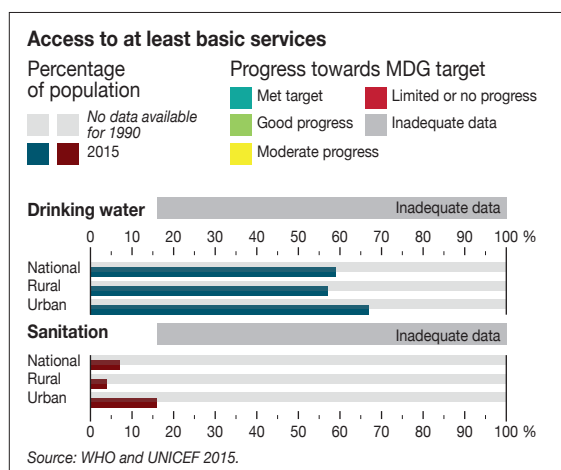 Access to at least basic services
Percentage of population
No data available for 1990
2015
Progress towards MDG target
Met target
Limited or no progress
Good progress
Inadequate data
Moderate progress
Drinking water
Inadequate data
0 10 20 30 40 50 60 70 80 90 100 %
National
Rural
Urban
Sanitation
Inadequate data
National
Rural
Urban
0 10 20 30 40 50 60 70 80 90 100 %
Source: WHO and UNICEF 2015.